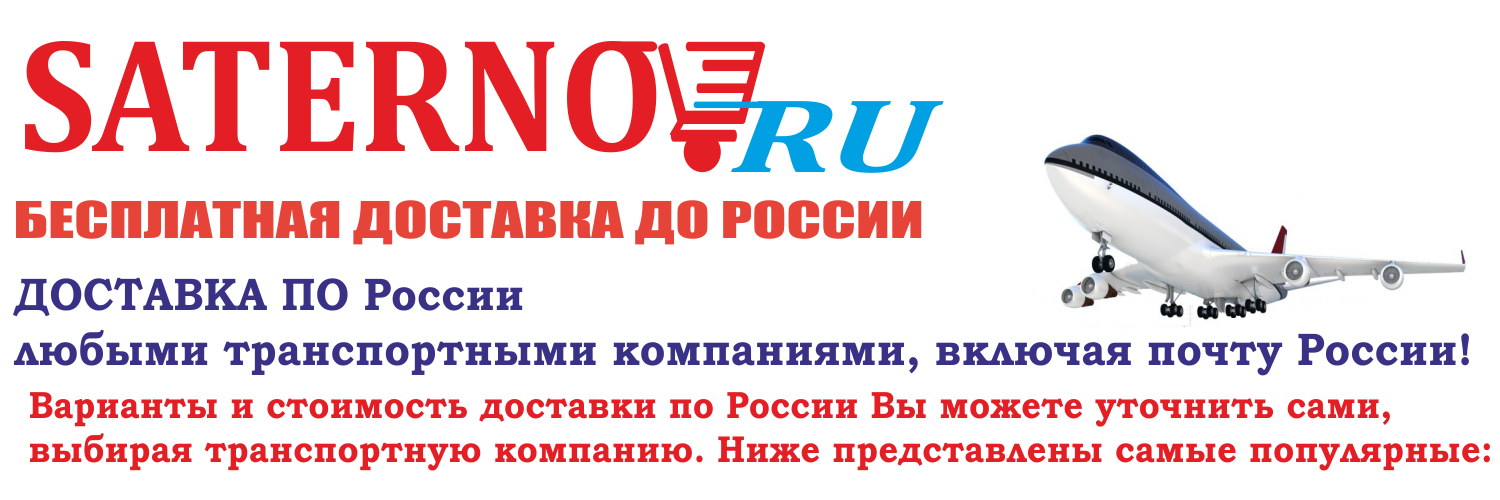 SATERNO RU
БЕСПЛАТНАЯ ДОСТАВКА ДО РОССИИ
ДОСТАВКА ПО России
любыми транспортными компаниями, включая почту России!
Варианты и стоимость доставки по России Вы можете уточнить сами,
выбирая транспортную компанию. Ниже представлены самые популярные: